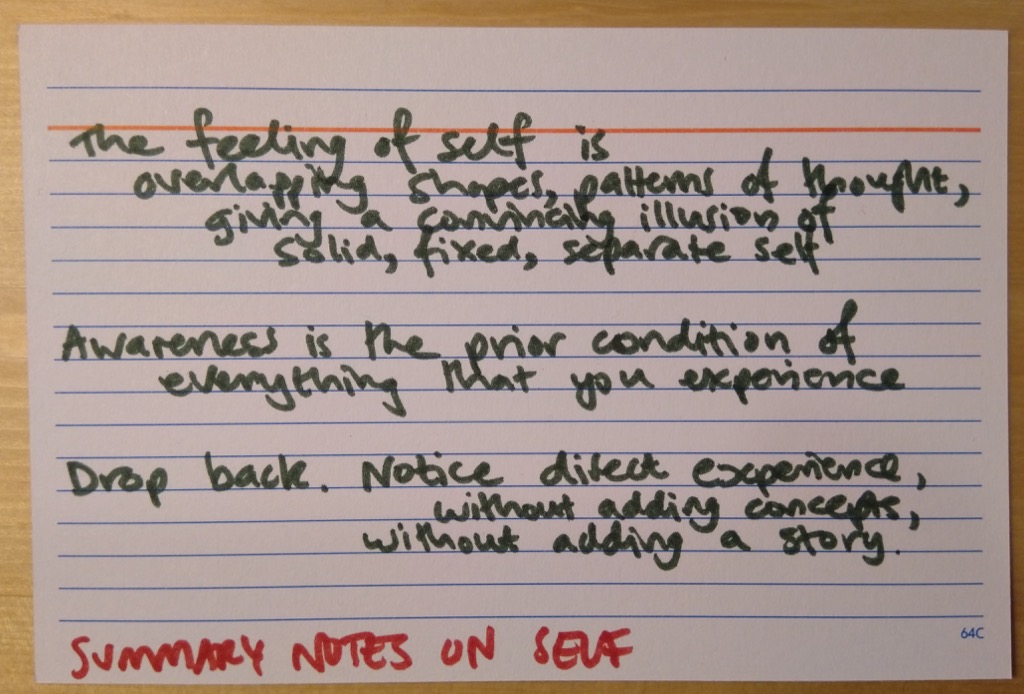 The feeling of self is
overlapping shapes, patterns of thought,
giving a convincing illusion of
solid, fixed, separate self
Awareness is the prior condition of
everything that you experience
Drop back. Notice direct experience,
without adding concepts,
without adding a story.
64C
SUMMARY NOTES ON SELF